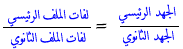 الجهد الرئيسي / الجهد الثانوي = لفات الملف الرئيسي / لفات الملف الثانوي